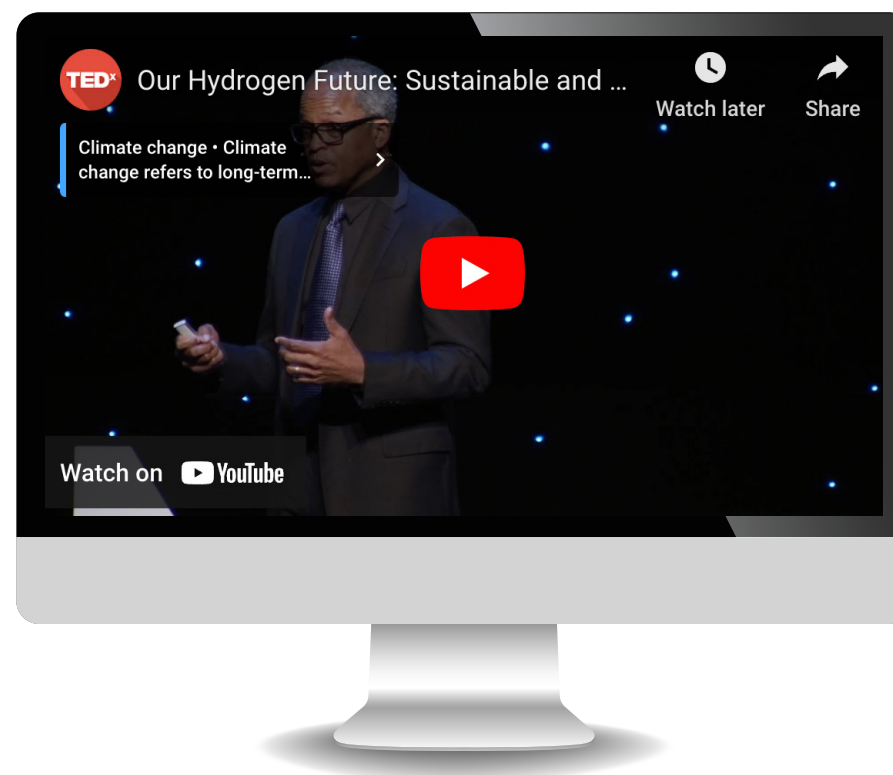 TEDx
Our Hydrogen Future: Sustainable and ...
Watch later
Share
Climate change • Climate
change refers to long-term...
Watch on YouTube